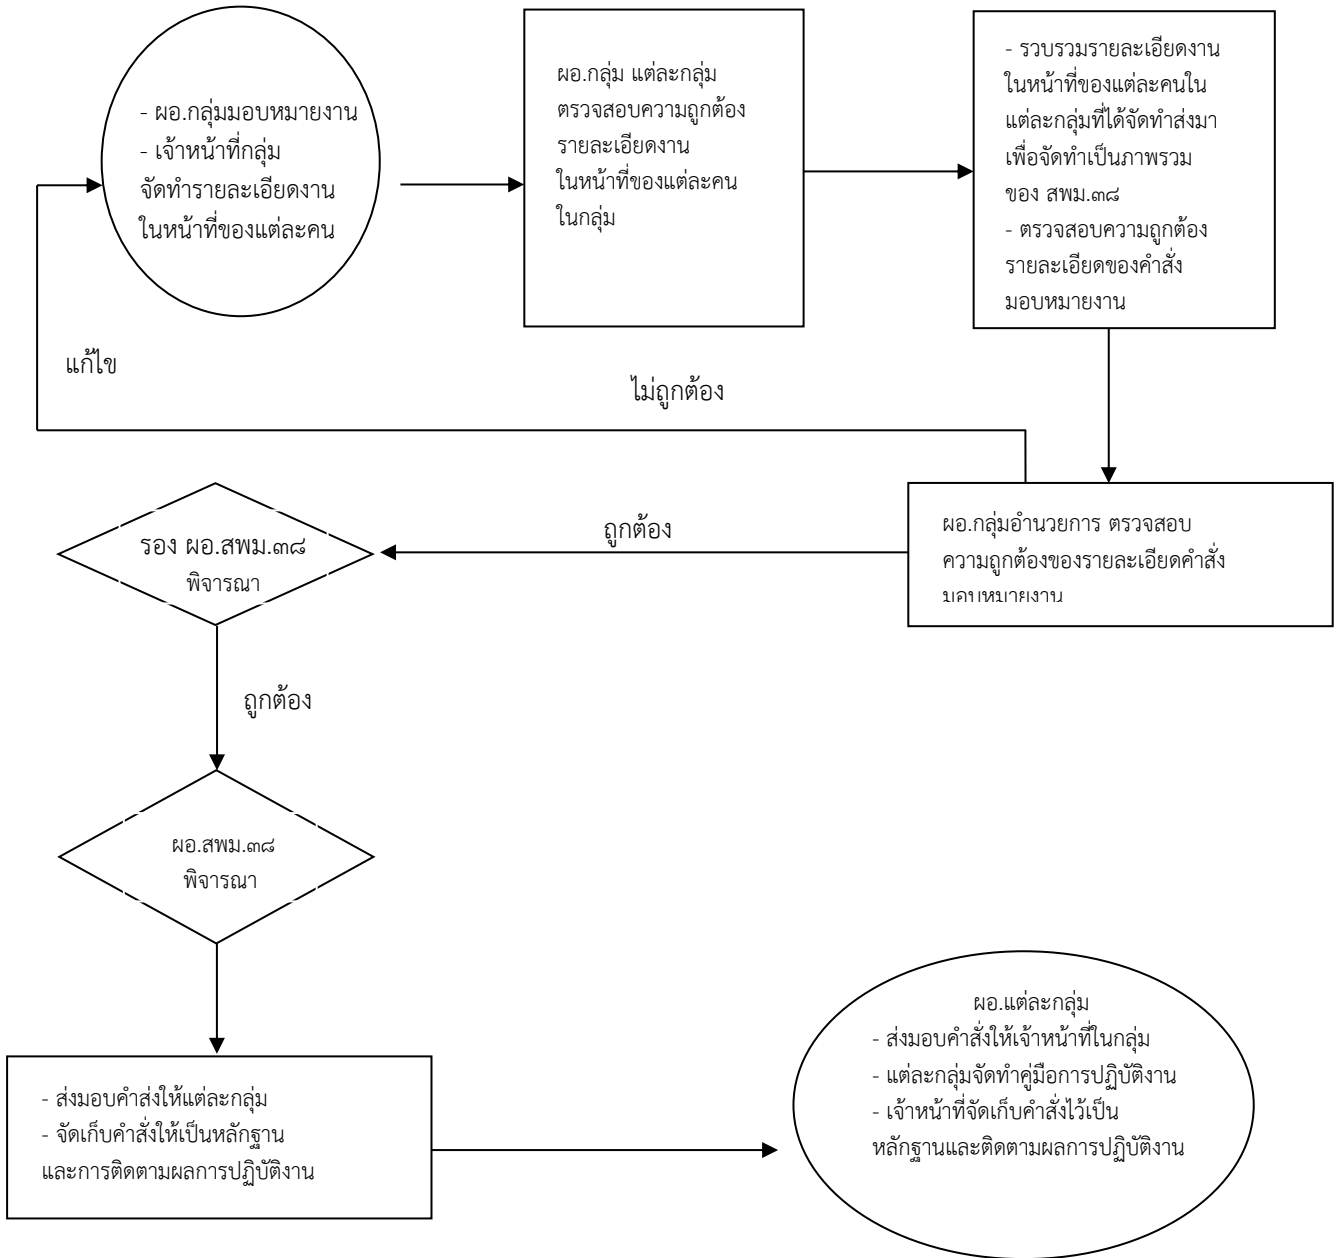 - ผอ.กลุ่มมอบหมายงาน
- เจ้าหน้าที่กลุ่ม
จัดทำรายละเอียดงาน
ในหน้าที่ของแต่ละคน
ผอ.กลุ่ม แต่ละกลุ่ม
ตรวจสอบความถูกต้อง
รายละเอียดงาน
ในหน้าที่ของแต่ละคน
ในกลุ่ม
- รวบรวมรายละเอียดงาน
ในหน้าที่ของแต่ละคนใน
แต่ละกลุ่มที่ได้จัดทำส่งมา
เพื่อจัดทำเป็นภาพรวม
ของ สพม.๓๘
- ตรวจสอบความถูกต้อง
รายละเอียดของคำสั่ง
มอบหมายงาน
แก้ไข
ไม่ถูกต้อง
ผอ.กลุ่มอำนวยการ ตรวจสอบ
ความถูกต้องของรายละเอียดคำสั่ง
มอบหมายงาน
ถูกต้อง
รอง ผอ.สพม.๓๘
พิจารณา
ถูกต้อง
ผอ.สพม.๓๘
พิจารณา
- ส่งมอบคำส่งให้แต่ละกลุ่ม
- จัดเก็บคำสั่งให้เป็นหลักฐาน
และการติดตามผลการปฏิบัติงาน
ผอ.แต่ละกลุ่ม
- ส่งมอบคำสั่งให้เจ้าหน้าที่ในกลุ่ม
- แต่ละกลุ่มจัดทำคู่มือการปฏิบัติงาน
- เจ้าหน้าที่จัดเก็บคำสั่งไว้เป็น
หลักฐานและติดตามผลการปฏิบัติงาน